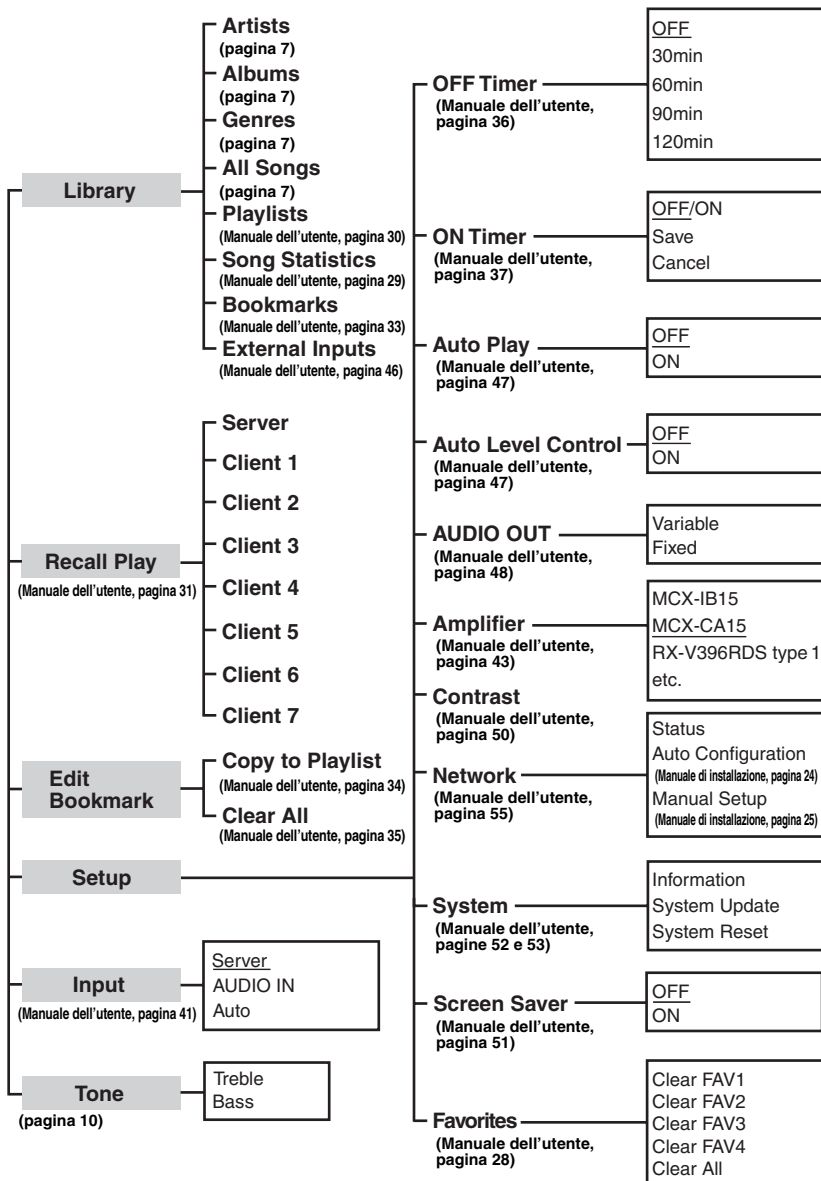 Library
Artists
(pagina 7)
Albums
(pagina 7)
Genres
(pagina 7)
All Songs
(pagina 7)
Playlists
(Manuale dell'utente, pagina 30)
Song Statistics
(Manuale dell'utente, pagina 29)
Bookmarks
(Manuale dell'utente, pagina 33)
External Inputs
(Manuale dell'utente, pagina 46)
Recall Play
(Manuale dell'utente, pagina 31)
Server
Client 1
Client 2
Client 3
Client 4
Client 5
Client 6
Client 7
Edit
Bookmark
Copy to Playlist
(Manuale dell'utente, pagina 34)
Clear All
(Manuale dell'utente, pagina 35)
Setup
Input
(Manuale dell'utente, pagina 41)
Server
AUDIO IN
Auto
Tone
(pagina 10)
Treble
Bass
OFF Timer
(Manuale dell'utente,
pagina 36)
OFF
30min
60min
90min
120min
ON Timer
(Manuale dell'utente,
pagina 37)
OFF/ON
Save
Cancel
Auto Play
(Manuale dell'utente,
pagina 47)
OFF
ON
Auto Level Control
(Manuale dell'utente,
pagina 47)
OFF
ON
AUDIO OUT
(Manuale dell'utente,
pagina 48)
Variable
Fixed
Amplifier
(Manuale dell'utente,
pagina 43)
MCX-IB15
MCX-CA15
RX-V396RDS type 1
etc.
Contrast
(Manuale dell'utente,
pagina 50)
Network
(Manuale dell'utente,
pagina 55)
Status
Auto Configuration
(Manuale di installazione, pagina 24)
Manual Setup
(Manuale di installazione, pagina 25)
System
(Manuale dell'utente,
pagine 52 e 53)
Information
System Update
System Reset
Screen Saver
(Manuale dell'utente,
pagina 51)
OFF
ON
Favorites
(Manuale dell'utente,
pagina 28)
Clear FAV1
Clear FAV2
Clear FAV3
Clear FAV4
Clear All